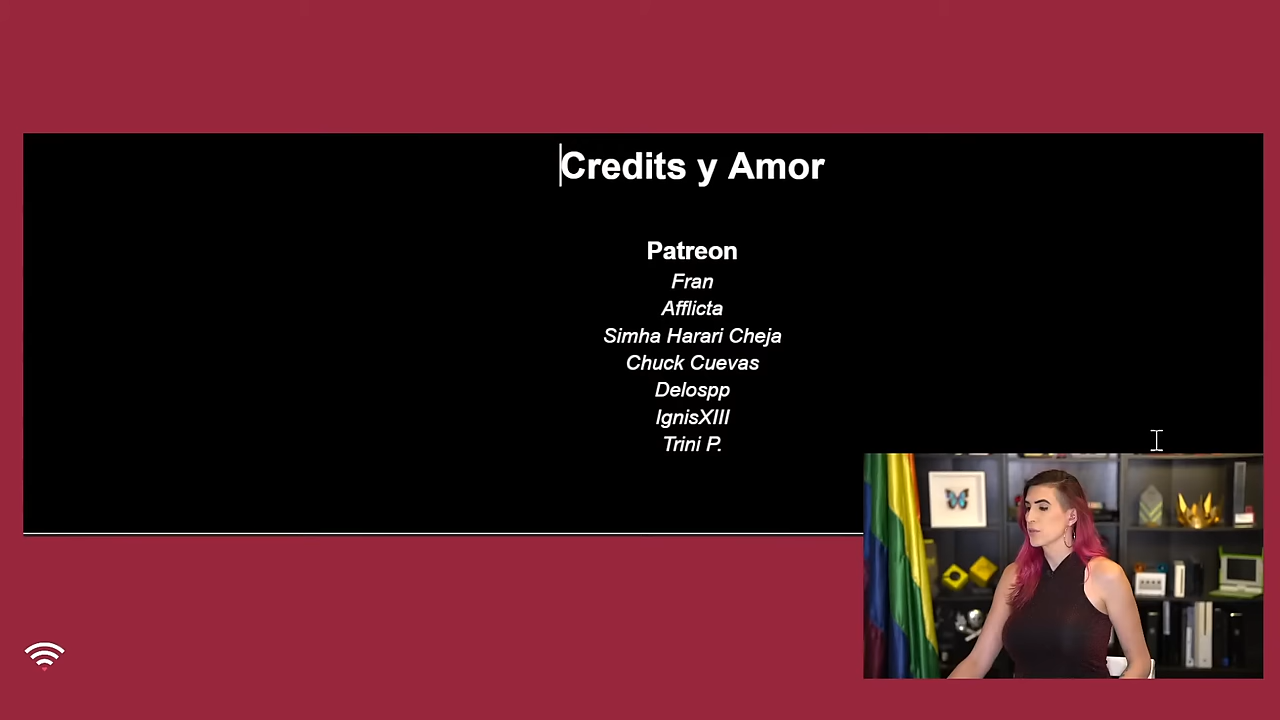 Credits y Amor
Patreon
Fran
Afflicta
Simha Harari Cheja
Chuck Cuevas
Delospp
IgnisXIII
Trini P.